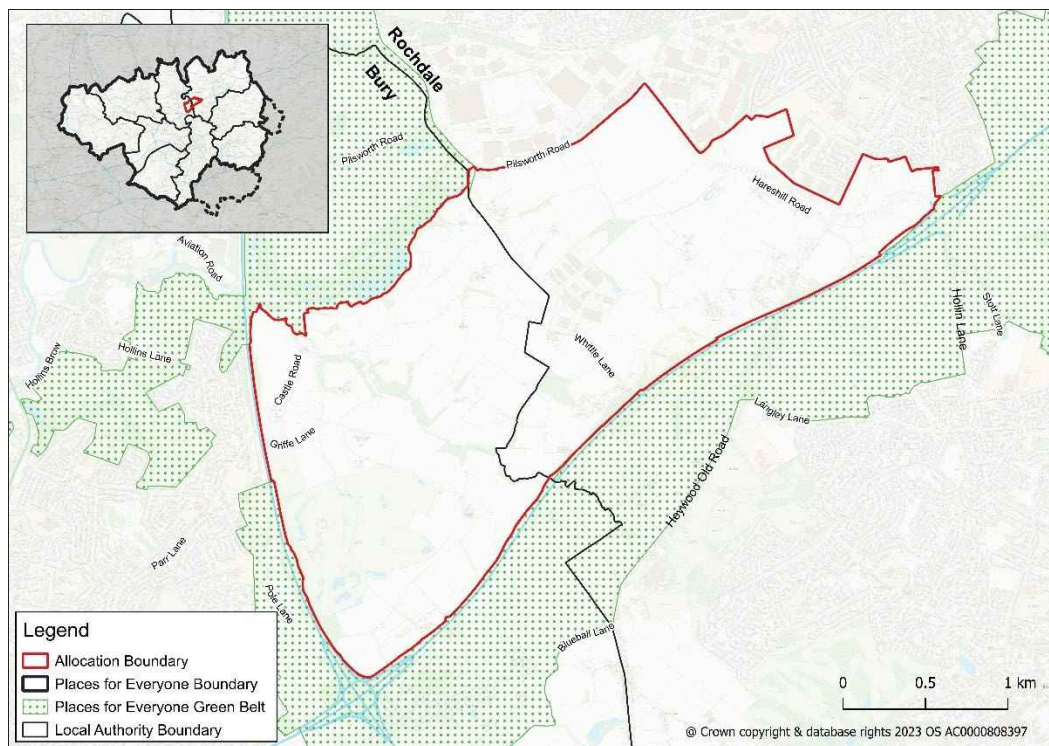 Rochdale
Bury
Pilsworth Road
Pilsworth Road
Hareshill Road
Aviation Road
Hollins Lane
Hollins Brow
Castle Road
Griffe Lane
Whittle Lane
Hollin Lane
Stott Lane
Langley Lane
Heywood Old Road
Parr Lane
Pole Lane
Blueball Lane
Legend
Allocation Boundary
Places for Everyone Boundary
Places for Everyone Green Belt
Local Authority Boundary
0 0.5 1 km
@ Crown copyright & database rights 2023 OS AC0000808397